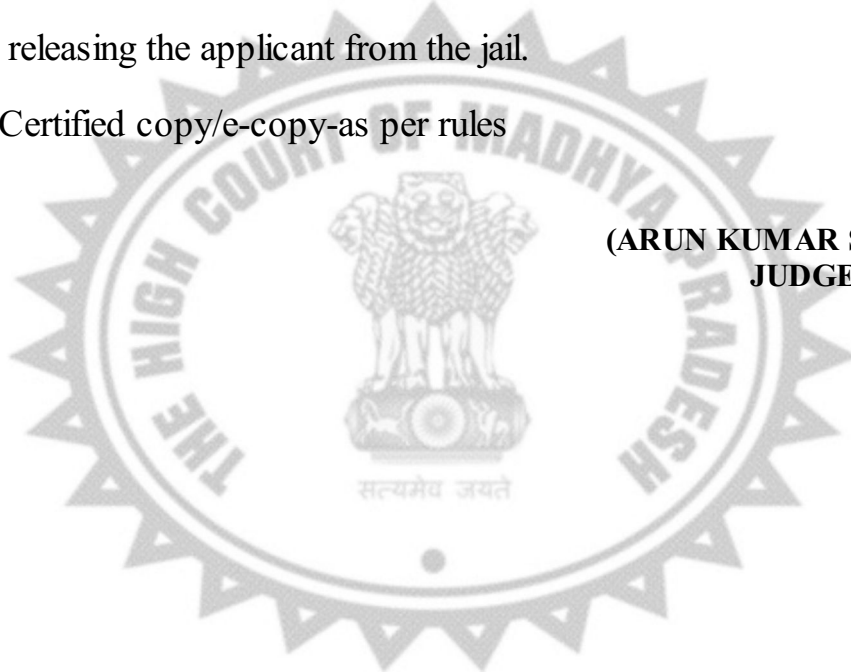 releasing the applicant from the jail.
Certified copy/e-copy-as per rules
(ARUN KUMAR
JUDGE
THE HIGH COURT OF MADHYA PRADESH
सत्यमेव जयते